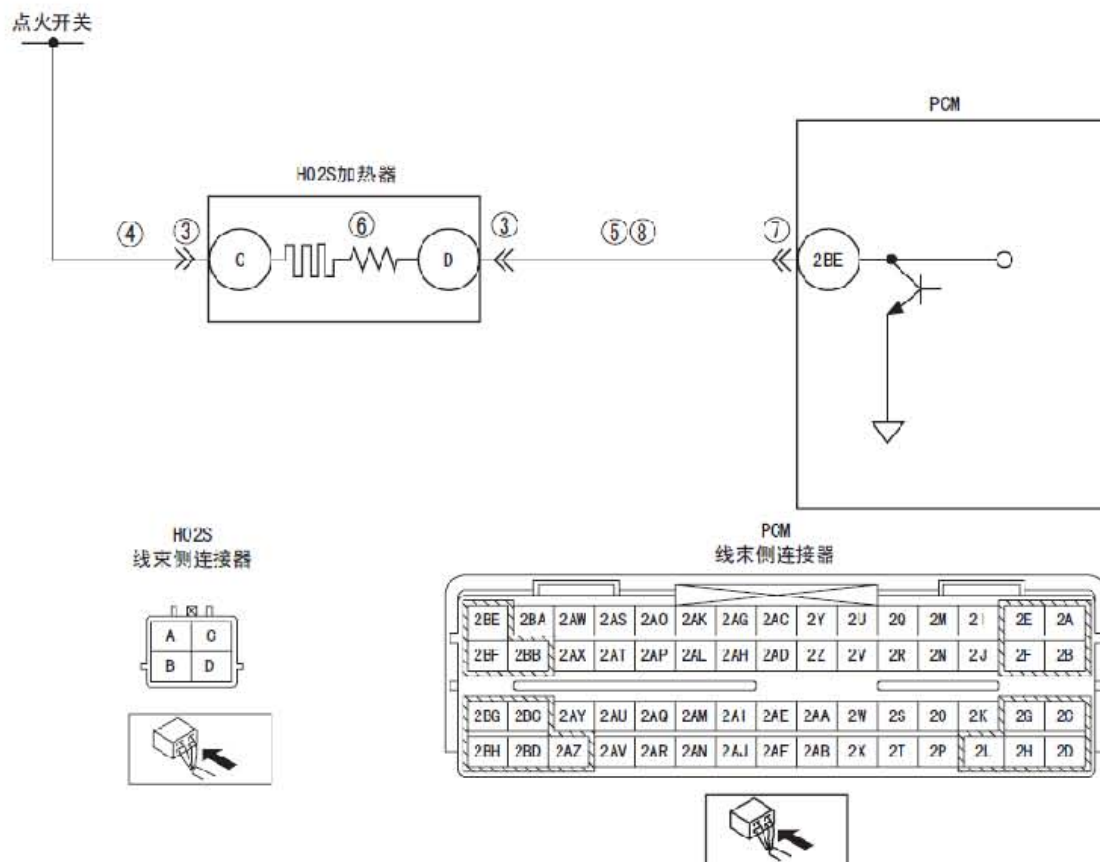 点火开关
PCM
HO2S加热器
④ ③ C ⑥ D ③ ⑤⑧ ⑦ 2BE
HO2S
线束侧连接器
A C
B D
PCM
线束侧连接器
2BE 2BA 2AW 2AS 2AO 2AK 2AG 2AC 2Y 2U 2Q 2M 2I 2E 2A
2BF 2BB 2AX 2AT 2AP 2AL 2AH 2AD 2Z 2V 2R 2N 2J 2F 2B
2BG 2BC 2AY 2AU 2AQ 2AM 2AI 2AE 2AA 2W 2S 2O 2K 2G 2C
2BH 2BD 2AZ 2AV 2AR 2AN 2AJ 2AF 2AB 2X 2T 2P 2L 2H 2D